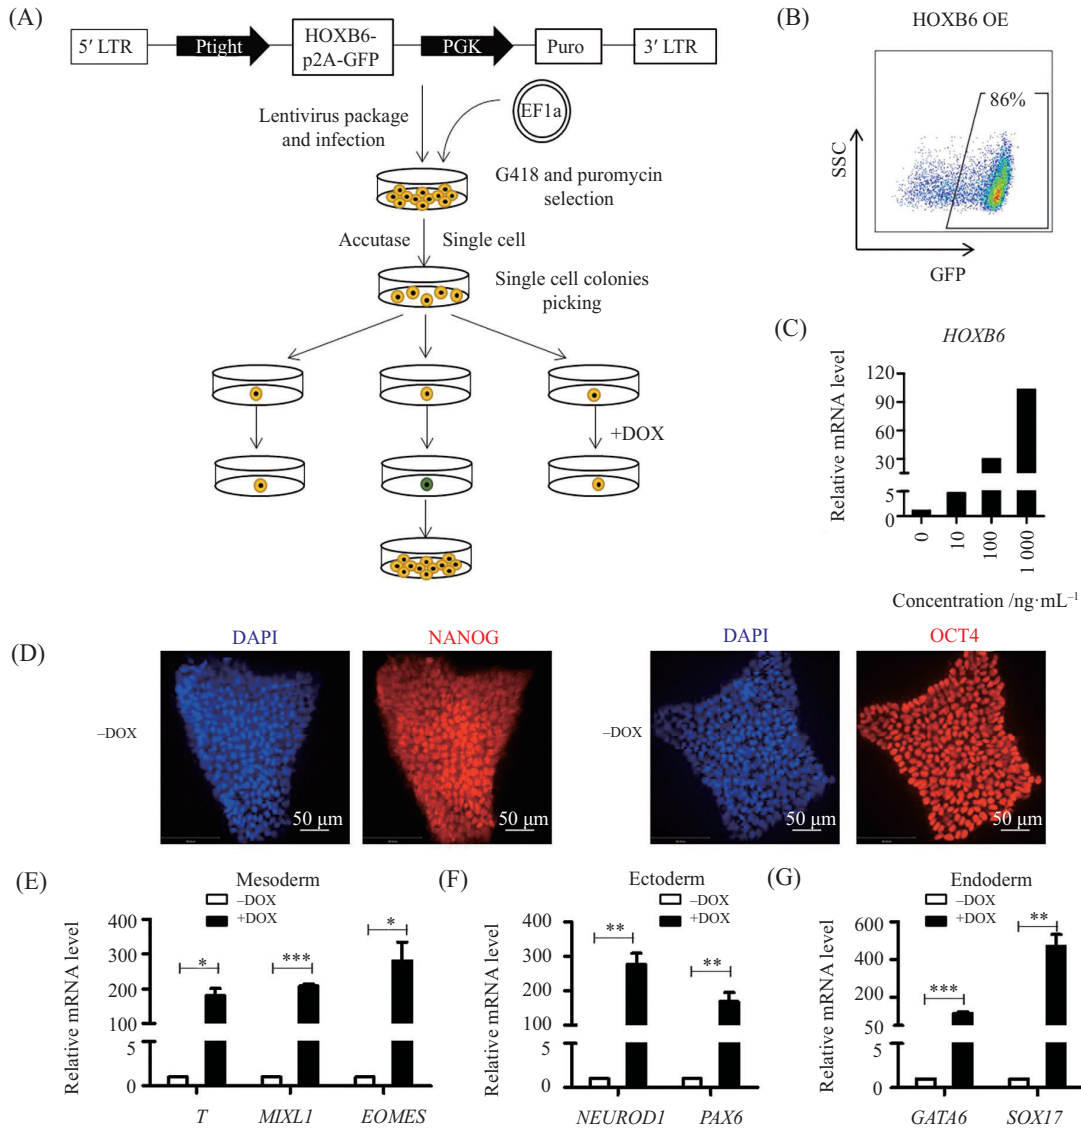 (A)
5′ LTR
Ptight
HOXB6-
p2A-GFP
PGK
Puro
3′ LTR
Lentivirus package
and infection
EF1a
G418 and puromycin
selection
Accutase
Single cell
Single cell colonies
picking
+DOX
(B)
HOXB6 OE
86%
SSC
GFP
(C)
HOXB6
Relative mRNA level
120
90
60
30
5
0
0
10
100
1 000
Concentration /ng·mL⁻¹
(D)
DAPI
NANOG
DAPI
OCT4
–DOX
50 μm
50 μm
–DOX
50 μm
50 μm
(E)
Mesoderm
–DOX
+DOX
Relative mRNA level
400
300
200
100
5
0
*
***
*
T
MIXL1
EOMES
(F)
Ectoderm
–DOX
+DOX
Relative mRNA level
400
300
200
100
5
0
**
**
NEUROD1
PAX6
(G)
Endoderm
–DOX
+DOX
Relative mRNA level
600
400
200
50
5
0
***
**
GATA6
SOX17